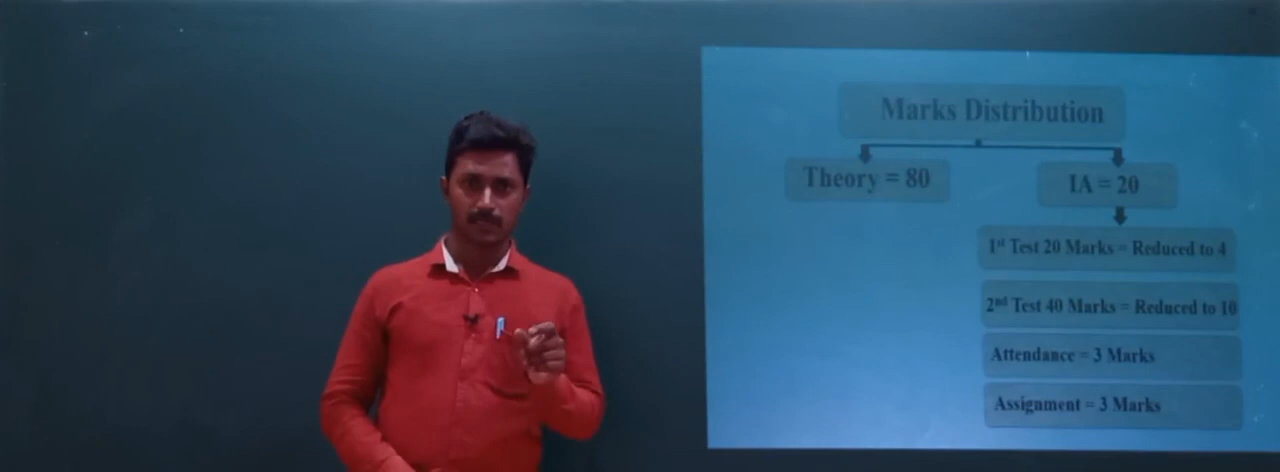 Marks Distribution
Theory = 80
IA = 20
1st Test 20 Marks = Reduced to 4
2nd Test 40 Marks = Reduced to 10
Attendance = 3 Marks
Assignment = 3 Marks